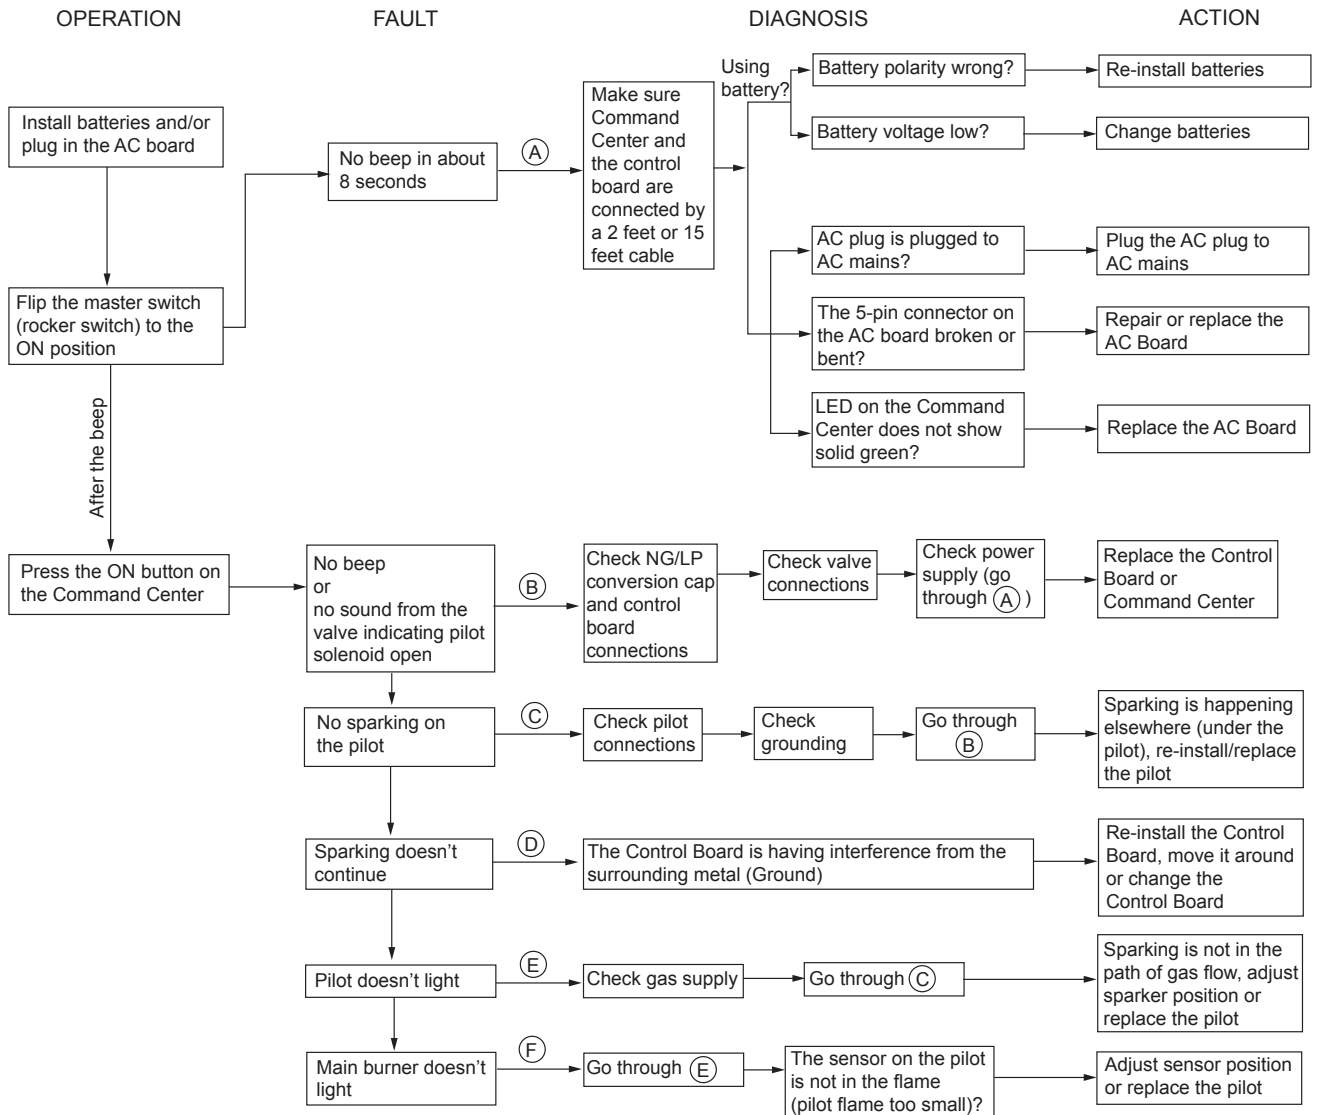 OPERATION
FAULT
DIAGNOSIS
ACTION
Install batteries and/or
plug in the AC board
Flip the master switch
(rocker switch) to the
ON position
After the beep
Press the ON button on
the Command Center
No beep in about
8 seconds
A
Make sure
Command
Center and
the control
board are
connected by
a 2 feet or 15
feet cable
Using
battery?
Battery polarity wrong?
Re-install batteries
Battery voltage low?
Change batteries
AC plug is plugged to
AC mains?
Plug the AC plug to
AC mains
The 5-pin connector on
the AC board broken or
bent?
Repair or replace the
AC Board
LED on the Command
Center does not show
solid green?
Replace the AC Board
No beep
or
no sound from the
valve indicating pilot
solenoid open
B
Check NG/LP
conversion cap
and control
board
connections
Check valve
connections
Check power
supply (go
through A )
Replace the Control
Board or
Command Center
No sparking on
the pilot
C
Check pilot
connections
Check
grounding
Go through
B
Sparking is happening
elsewhere (under the
pilot), re-install/replace
the pilot
Sparking doesn't
continue
D
The Control Board is having interference from the
surrounding metal (Ground)
Re-install the Control
Board, move it around
or change the
Control Board
Pilot doesn't light
E
Check gas supply
Go through C
Sparking is not in the
path of gas flow, adjust
sparker position or
replace the pilot
Main burner doesn't
light
F
Go through E
The sensor on the pilot
is not in the flame
(pilot flame too small)?
Adjust sensor position
or replace the pilot